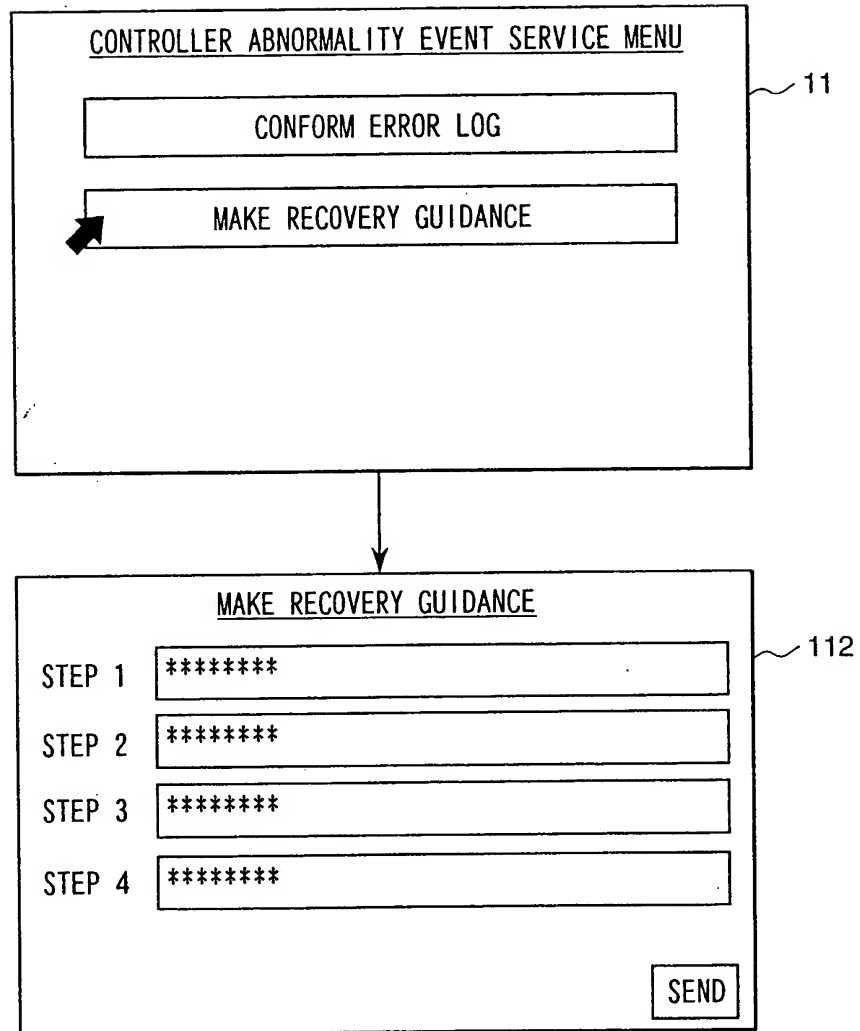 CONTROLLER ABNORMALITY EVENT SERVICE MENU
11
CONFORM ERROR LOG
MAKE RECOVERY GUIDANCE
MAKE RECOVERY GUIDANCE
112
STEP 1 ********
STEP 2 ********
STEP 3 ********
STEP 4 ********
SEND